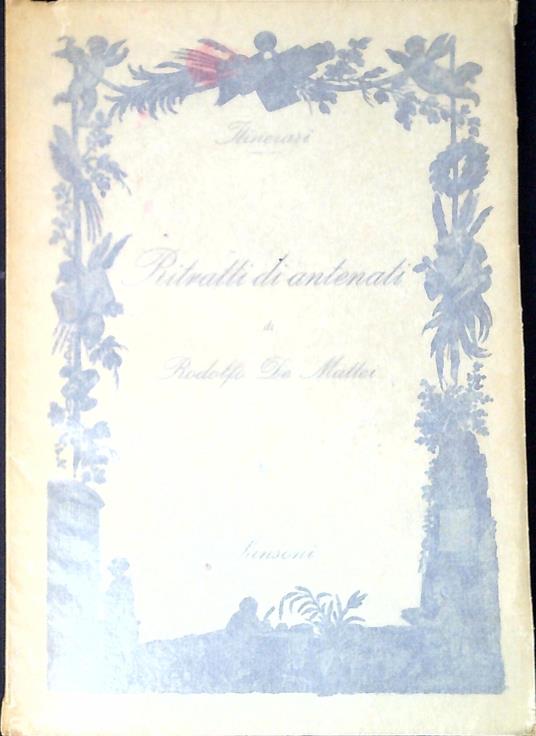 Itinerari
Ritratti di antenati
di
Rodolfo De Mattei
Sansoni